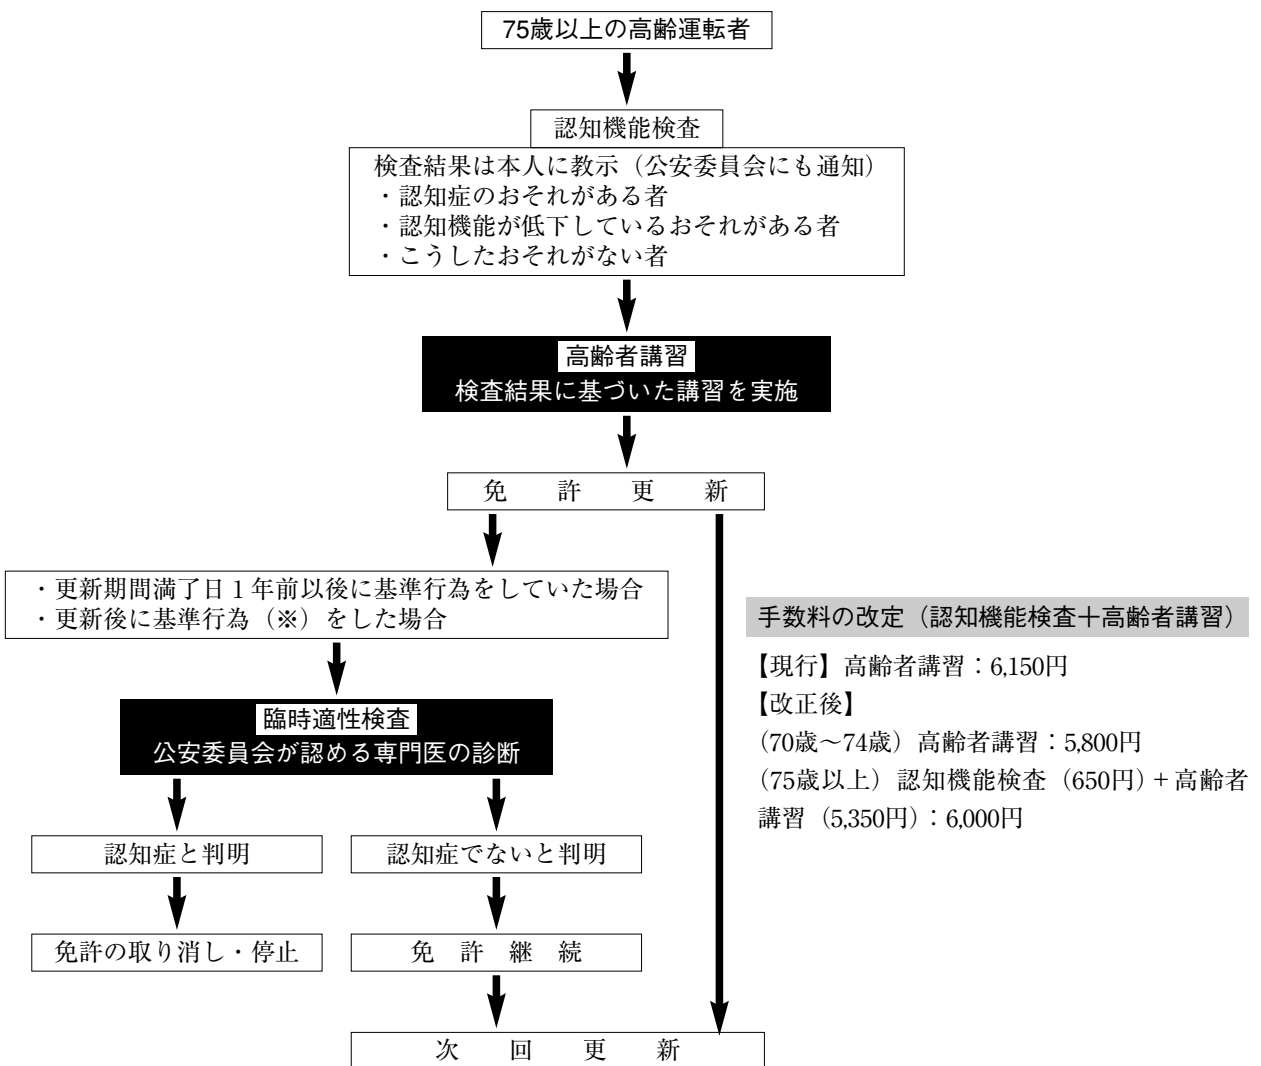 75歳以上の高齢運転者
認知機能検査
検査結果は本人に教示（公安委員会にも通知）
・認知症のおそれがある者
・認知機能が低下しているおそれがある者
・こうしたおそれがない者
高齢者講習
検査結果に基づいた講習を実施
免許更新
・更新期間満了日１年前以後に基準行為をしていた場合
・更新後に基準行為（※）をした場合
臨時適性検査
公安委員会が認める専門医の診断
認知症と判明
認知症でないと判明
免許の取り消し・停止
免許継続
次回更新
手数料の改定（認知機能検査＋高齢者講習）
【現行】高齢者講習：6,150円
【改正後】
（70歳～74歳）高齢者講習：5,800円
（75歳以上）認知機能検査（650円）＋高齢者
講習（5,350円）：6,000円